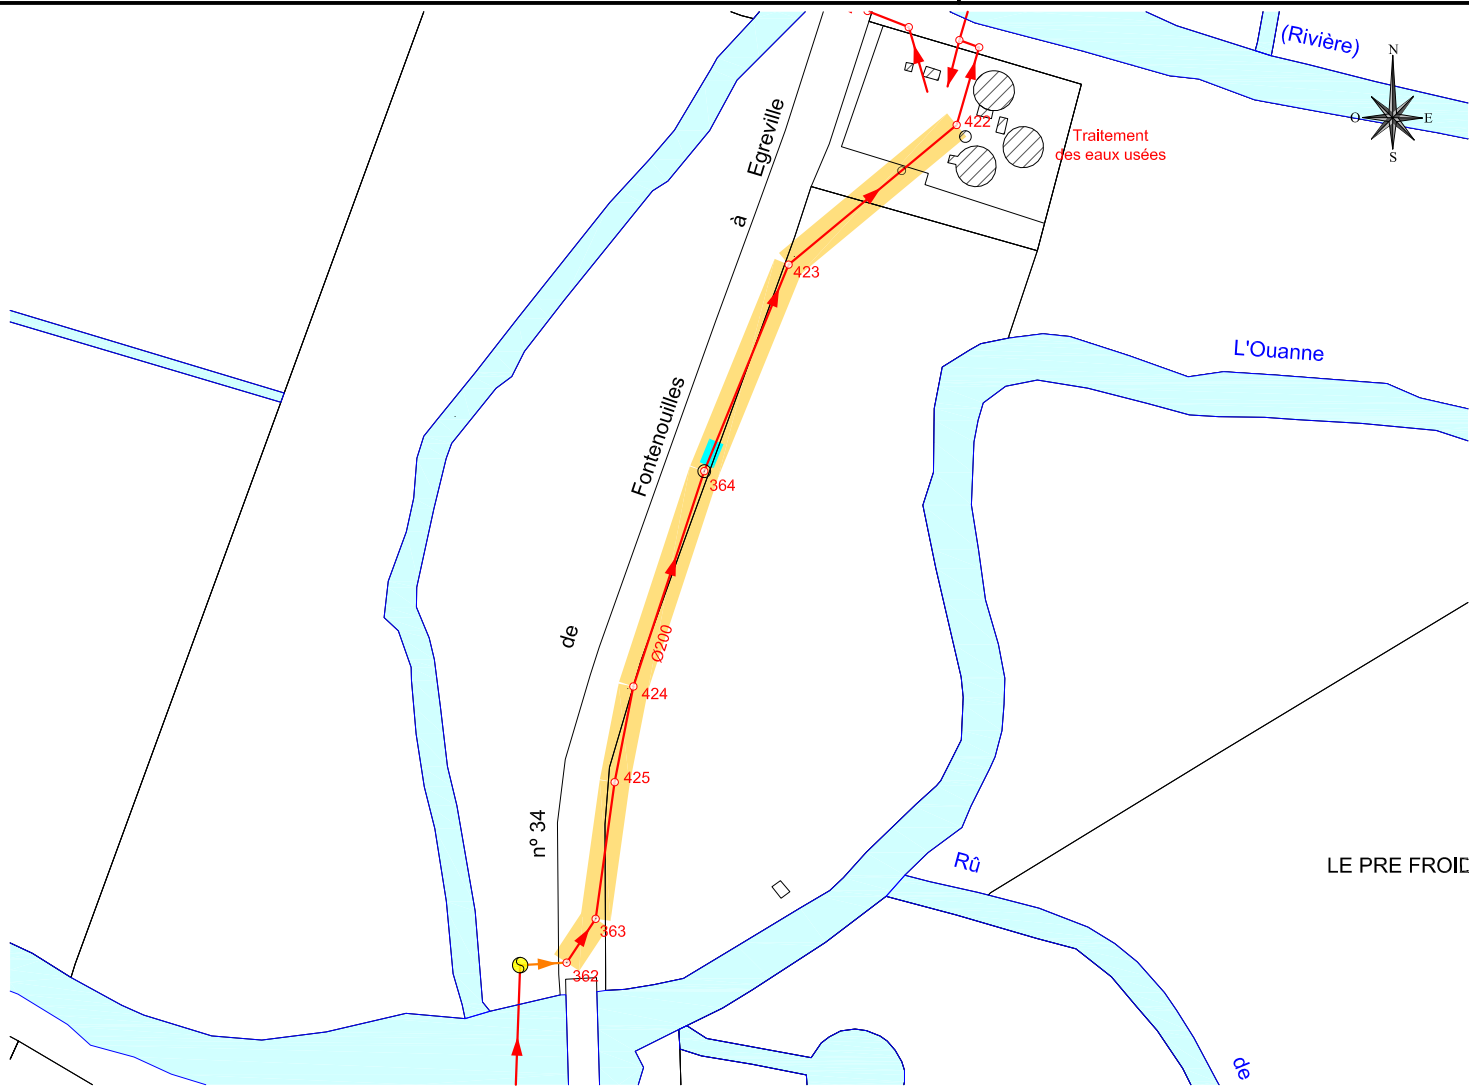 (Rivière)
N
O
E
S
422
Traitement
des eaux usées
Egreville
à
423
L'Ouanne
Fontenouilles
364
de
Ø200
424
425
nº 34
Rû
LE PRE FROID
363
362
de